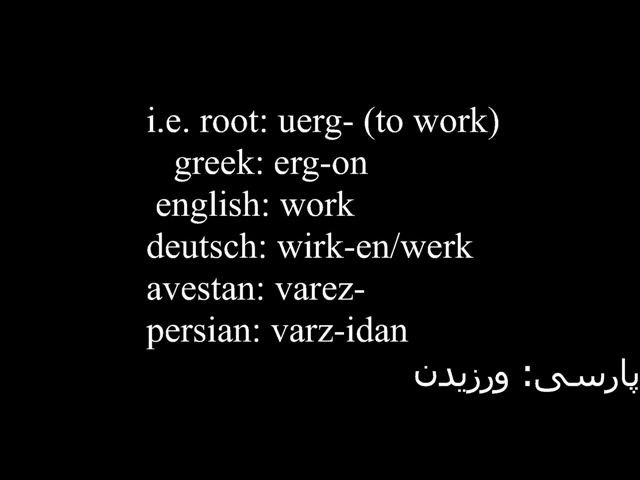 i.e. root: uerg- (to work)
greek: erg-on
english: work
deutsch: wirk-en/werk
avestan: varez-
persian: varz-idan
پارسی: ورزیدن